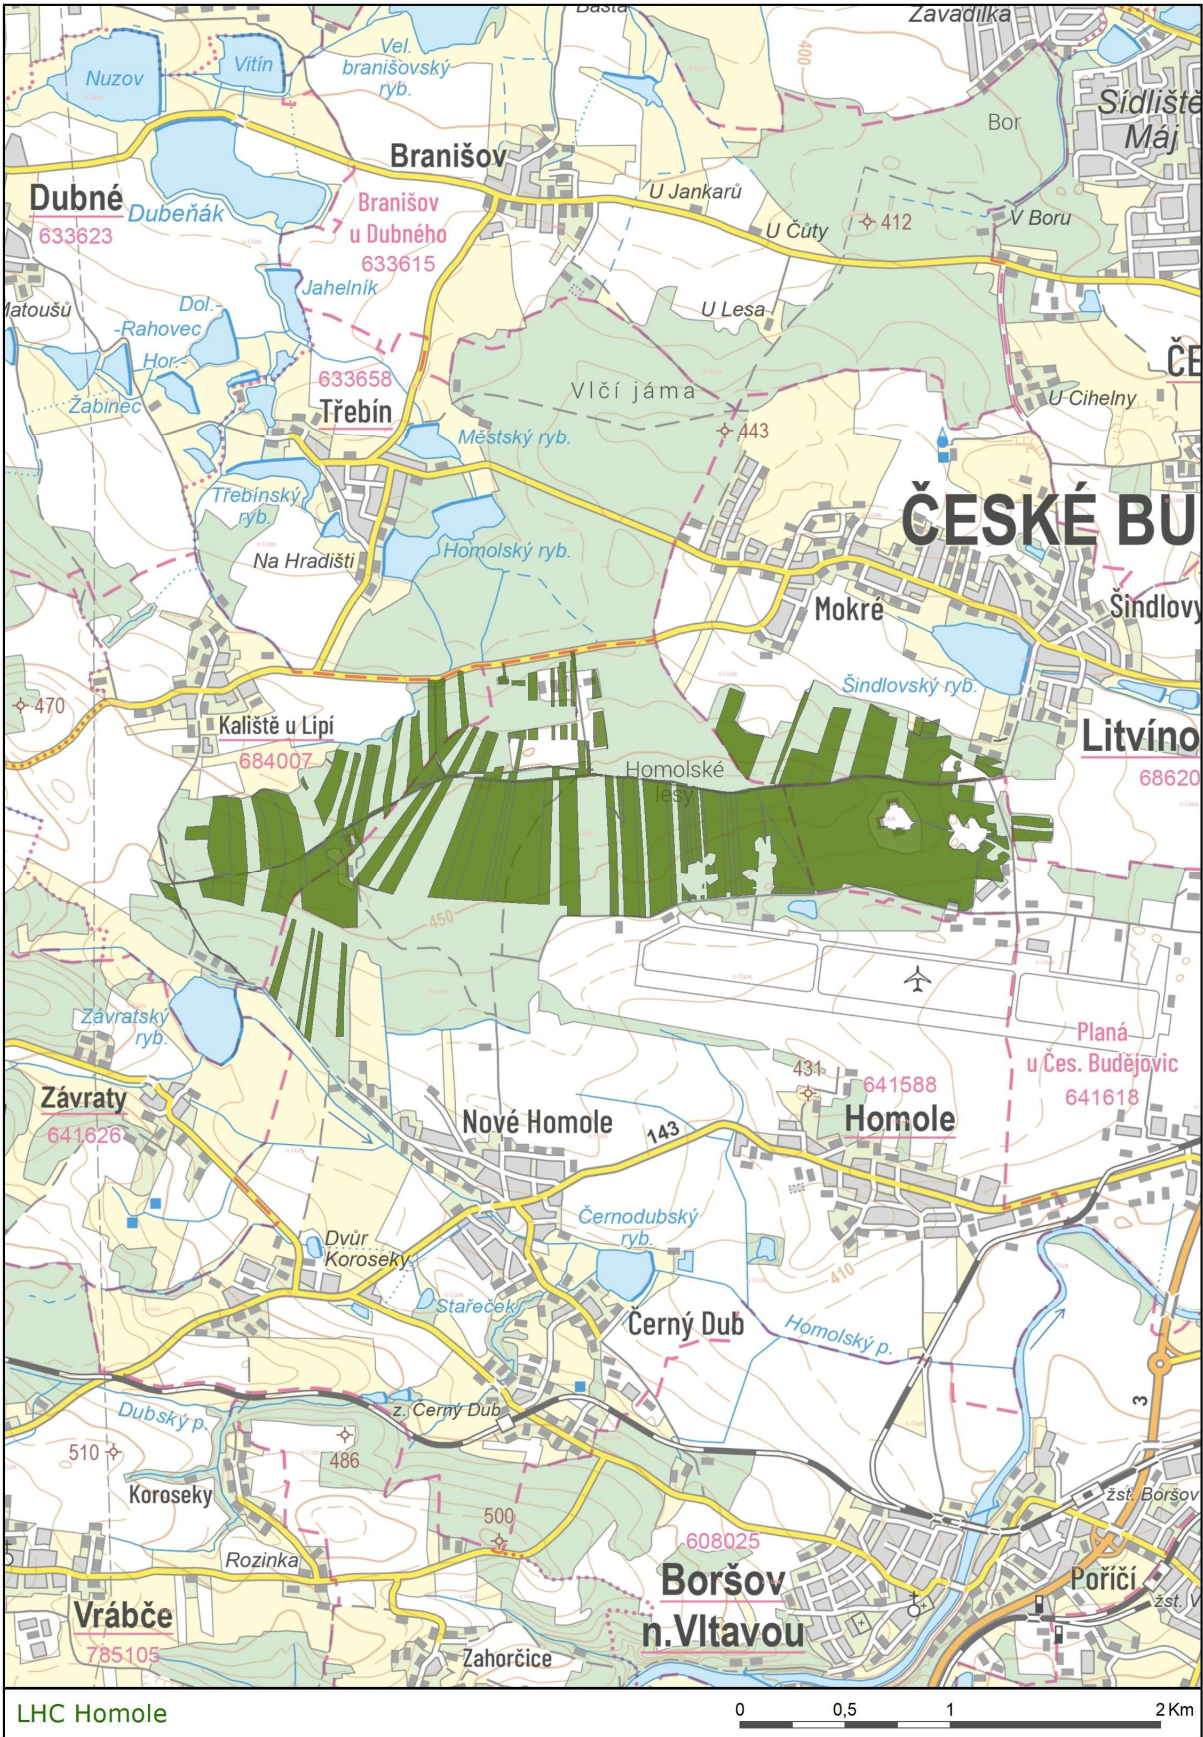 Bašta
Zavadilka
Nuzov
Vitín
Vel.
branišovský
ryb.
400
Bor
Sídliště
Máj
Branišov
U Jankarů
Dubné
633623
Dubeňák
Branišov
u Dubného
633615
412
V Boru
U Čůty
Jahelník
Dol.-
-Rahovec
Hor.-
U Lesa
Žabinec
633658
Třebín
Vlčí jáma
U Cihelny
443
Městský ryb.
Třebínský
ryb.
ČESKÉ BU
Homolský ryb.
Na Hradišti
Mokré
Šindlovy
Šindlovský ryb.
470
Kaliště u Lipí
684007
Litvíno
68620
Homolské
lesy
450
Závratský
ryb.
Planá
u Čes. Budějovic
641618
431
641588
Závraty
641626
Nové Homole
143
Homole
Černodubský
ryb.
Dvůr
Koroseky
410
Stařeček
Černý Dub
Homolský p.
3
Dubský p.
z. Černý Dub
510
486
Koroseky
žst. Boršov
500
608025
Rozinka
Boršov
n.Vltavou
Poříčí
žst. V
Vrábče
785105
Zahorčice
LHC Homole
0 0,5 1 2 Km